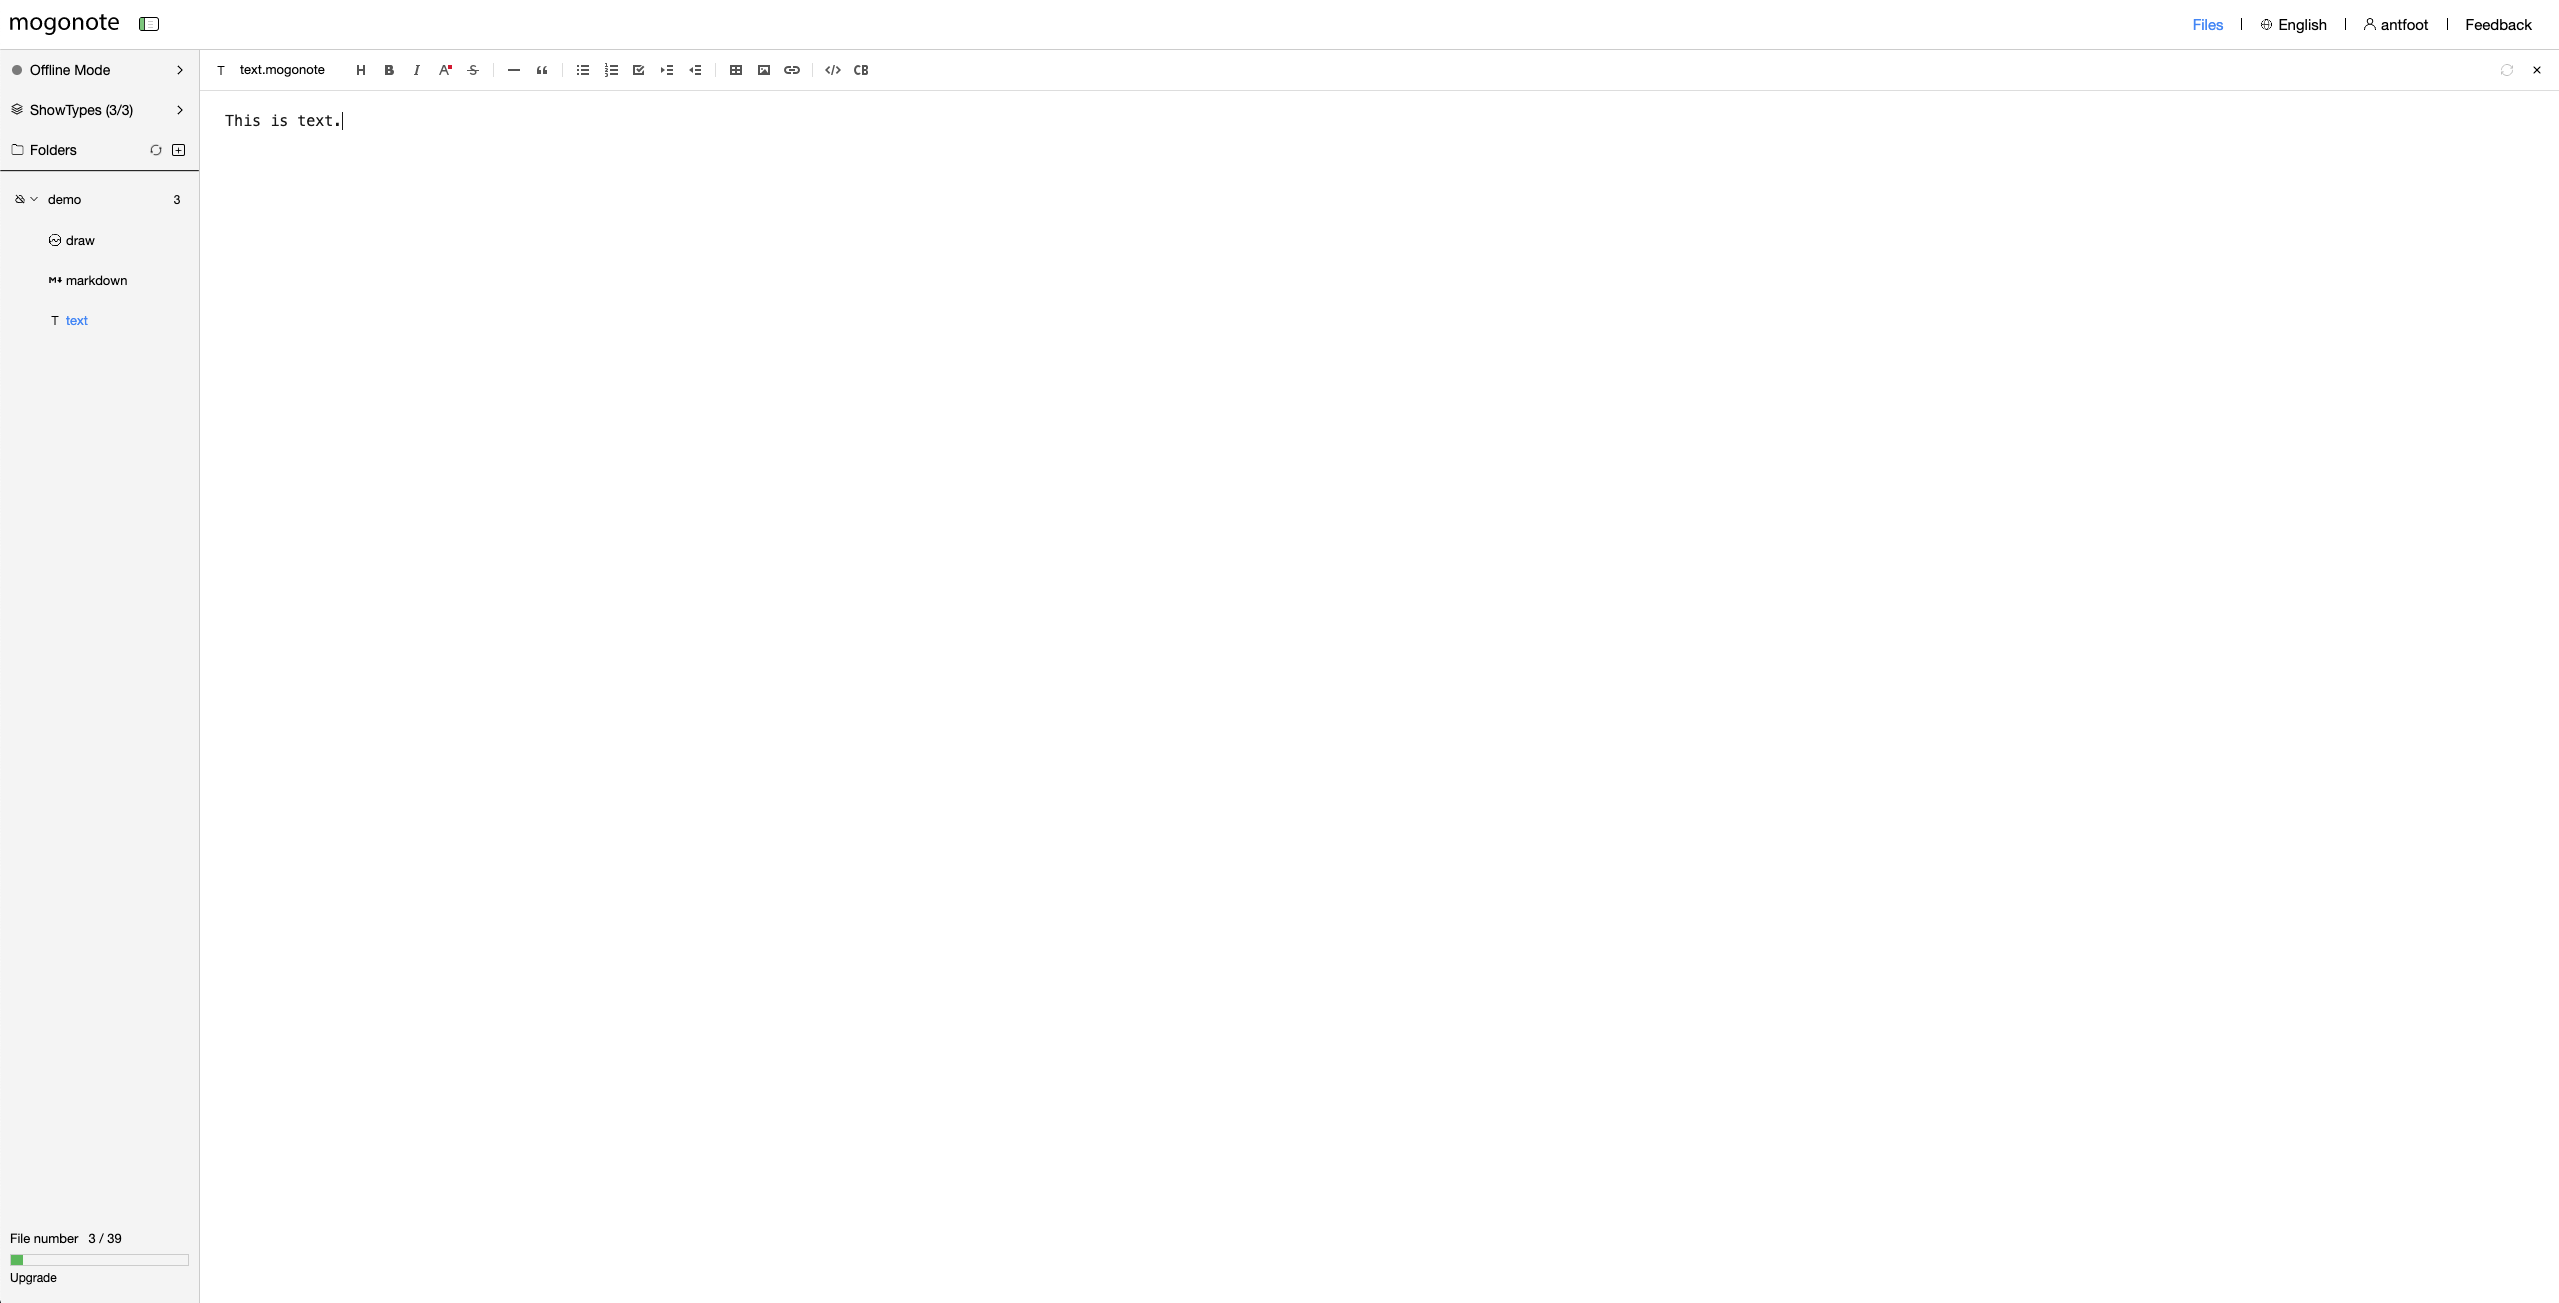 mogonote
Files | English | antfoot | Feedback
Offline Mode
T text.mogonote H B I A S CB
ShowTypes (3/3)
This is text.
Folders
demo 3
draw
M markdown
T text
File number 3 / 39
Upgrade